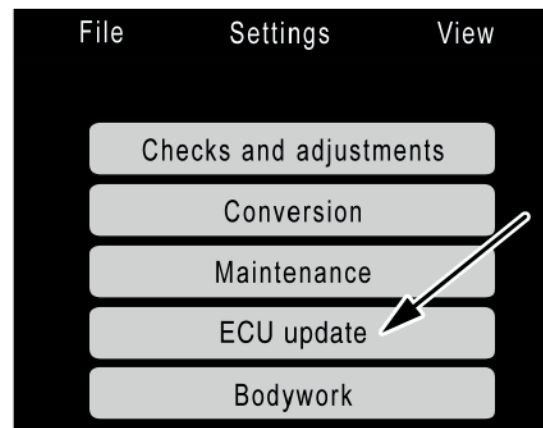 File Settings View
Checks and adjustments
Conversion
Maintenance
ECU update
Bodywork